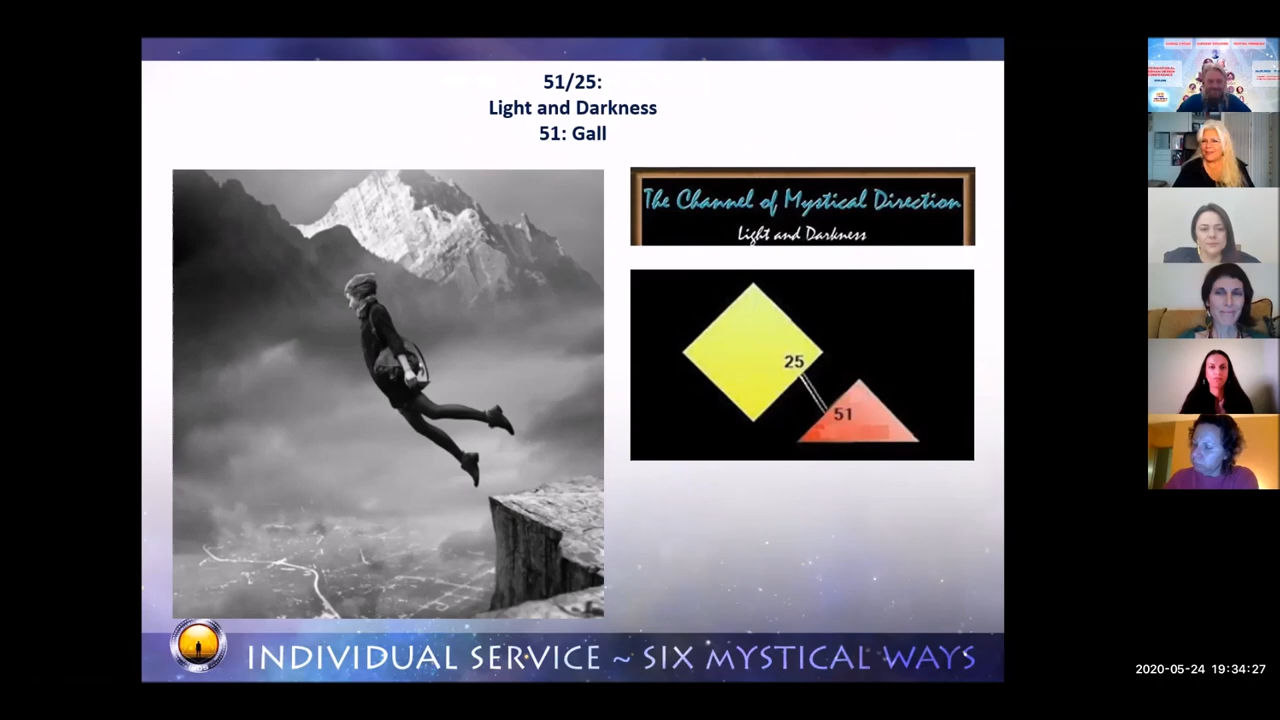 51/25:
Light and Darkness
51: Gall
The Channel of Mystical Direction
Light and Darkness
25
51
INDIVIDUAL SERVICE ~ SIX MYSTICAL WAYS
2020-05-24 19:34:27